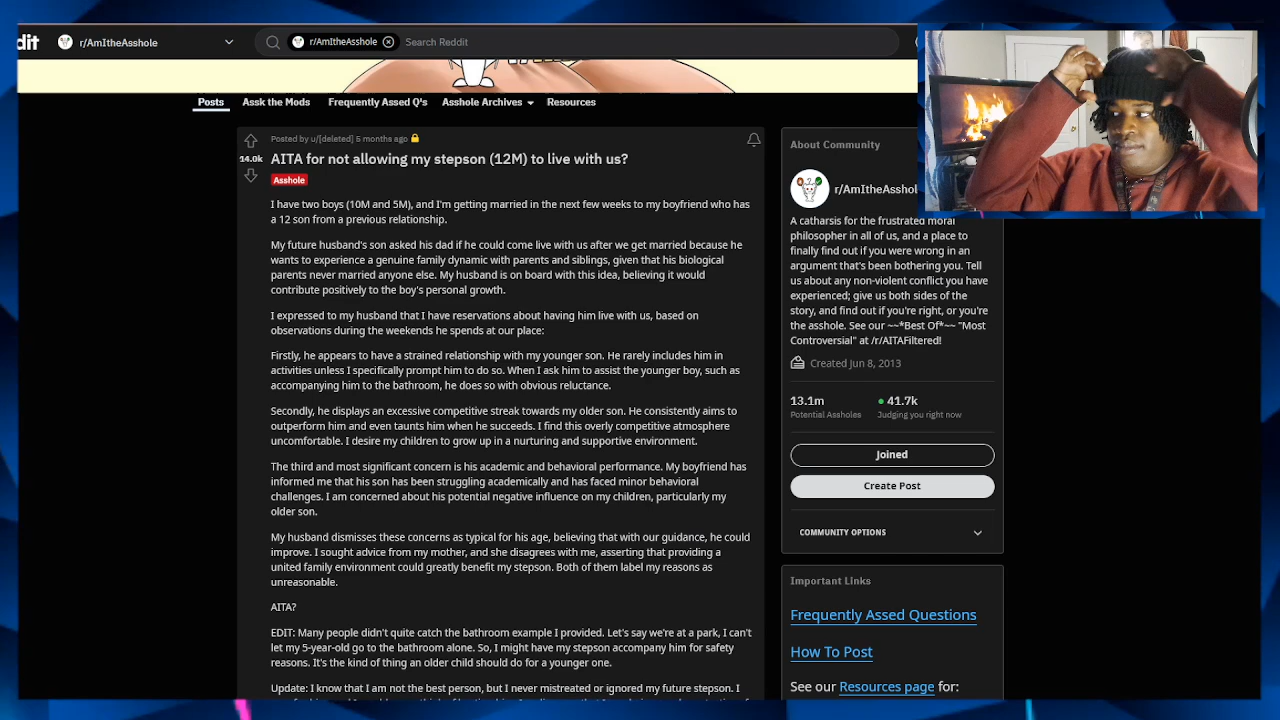 dit
r/AmItheAsshole
r/AmItheAsshole
Search Reddit
Posts
Assk the Mods
Frequently Assed Q's
Asshole Archives
Resources
Posted by u/[deleted] 5 months ago
14.0k
AITA for not allowing my stepson (12M) to live with us?
Asshole
I have two boys (10M and 5M), and I'm getting married in the next few weeks to my boyfriend who has
a 12 son from a previous relationship.
My future husband's son asked his dad if he could come live with us after we get married because he
wants to experience a genuine family dynamic with parents and siblings, given that his biological
parents never married anyone else. My husband is on board with this idea, believing it would
contribute positively to the boy's personal growth.
I expressed to my husband that I have reservations about having him live with us, based on
observations during the weekends he spends at our place:
Firstly, he appears to have a strained relationship with my younger son. He rarely includes him in
activities unless I specifically prompt him to do so. When I ask him to assist the younger boy, such as
accompanying him to the bathroom, he does so with obvious reluctance.
Secondly, he displays an excessive competitive streak towards my older son. He consistently aims to
outperform him and even taunts him when he succeeds. I find this overly competitive atmosphere
uncomfortable. I desire my children to grow up in a nurturing and supportive environment.
The third and most significant concern is his academic and behavioral performance. My boyfriend has
informed me that his son has been struggling academically and has faced minor behavioral
challenges. I am concerned about his potential negative influence on my children, particularly my
older son.
My husband dismisses these concerns as typical for his age, believing that with our guidance, he could
improve. I sought advice from my mother, and she disagrees with me, asserting that providing a
united family environment could greatly benefit my stepson. Both of them label my reasons as
unreasonable.
AITA?
EDIT: Many people didn't quite catch the bathroom example I provided. Let's say we're at a park, I can't
let my 5-year-old go to the bathroom alone. So, I might have my stepson accompany him for safety
reasons. It's the kind of thing an older child should do for a younger one.
Update: I know that I am not the best person, but I never mistreated or ignored my future stepson. I
About Community
r/AmItheAsshol
A catharsis for the frustrated moral
philosopher in all of us, and a place to
finally find out if you were wrong in an
argument that's been bothering you. Tell
us about any non-violent conflict you have
experienced; give us both sides of the
story, and find out if you're right, or you're
the asshole. See our ~~*Best Of*~~ "Most
Controversial" at /r/AITAFiltered!
Created Jun 8, 2013
13.1m
41.7k
Potential Assholes
Judging you right now
Joined
Create Post
COMMUNITY OPTIONS
Important Links
Frequently Assed Questions
How To Post
See our Resources page for: